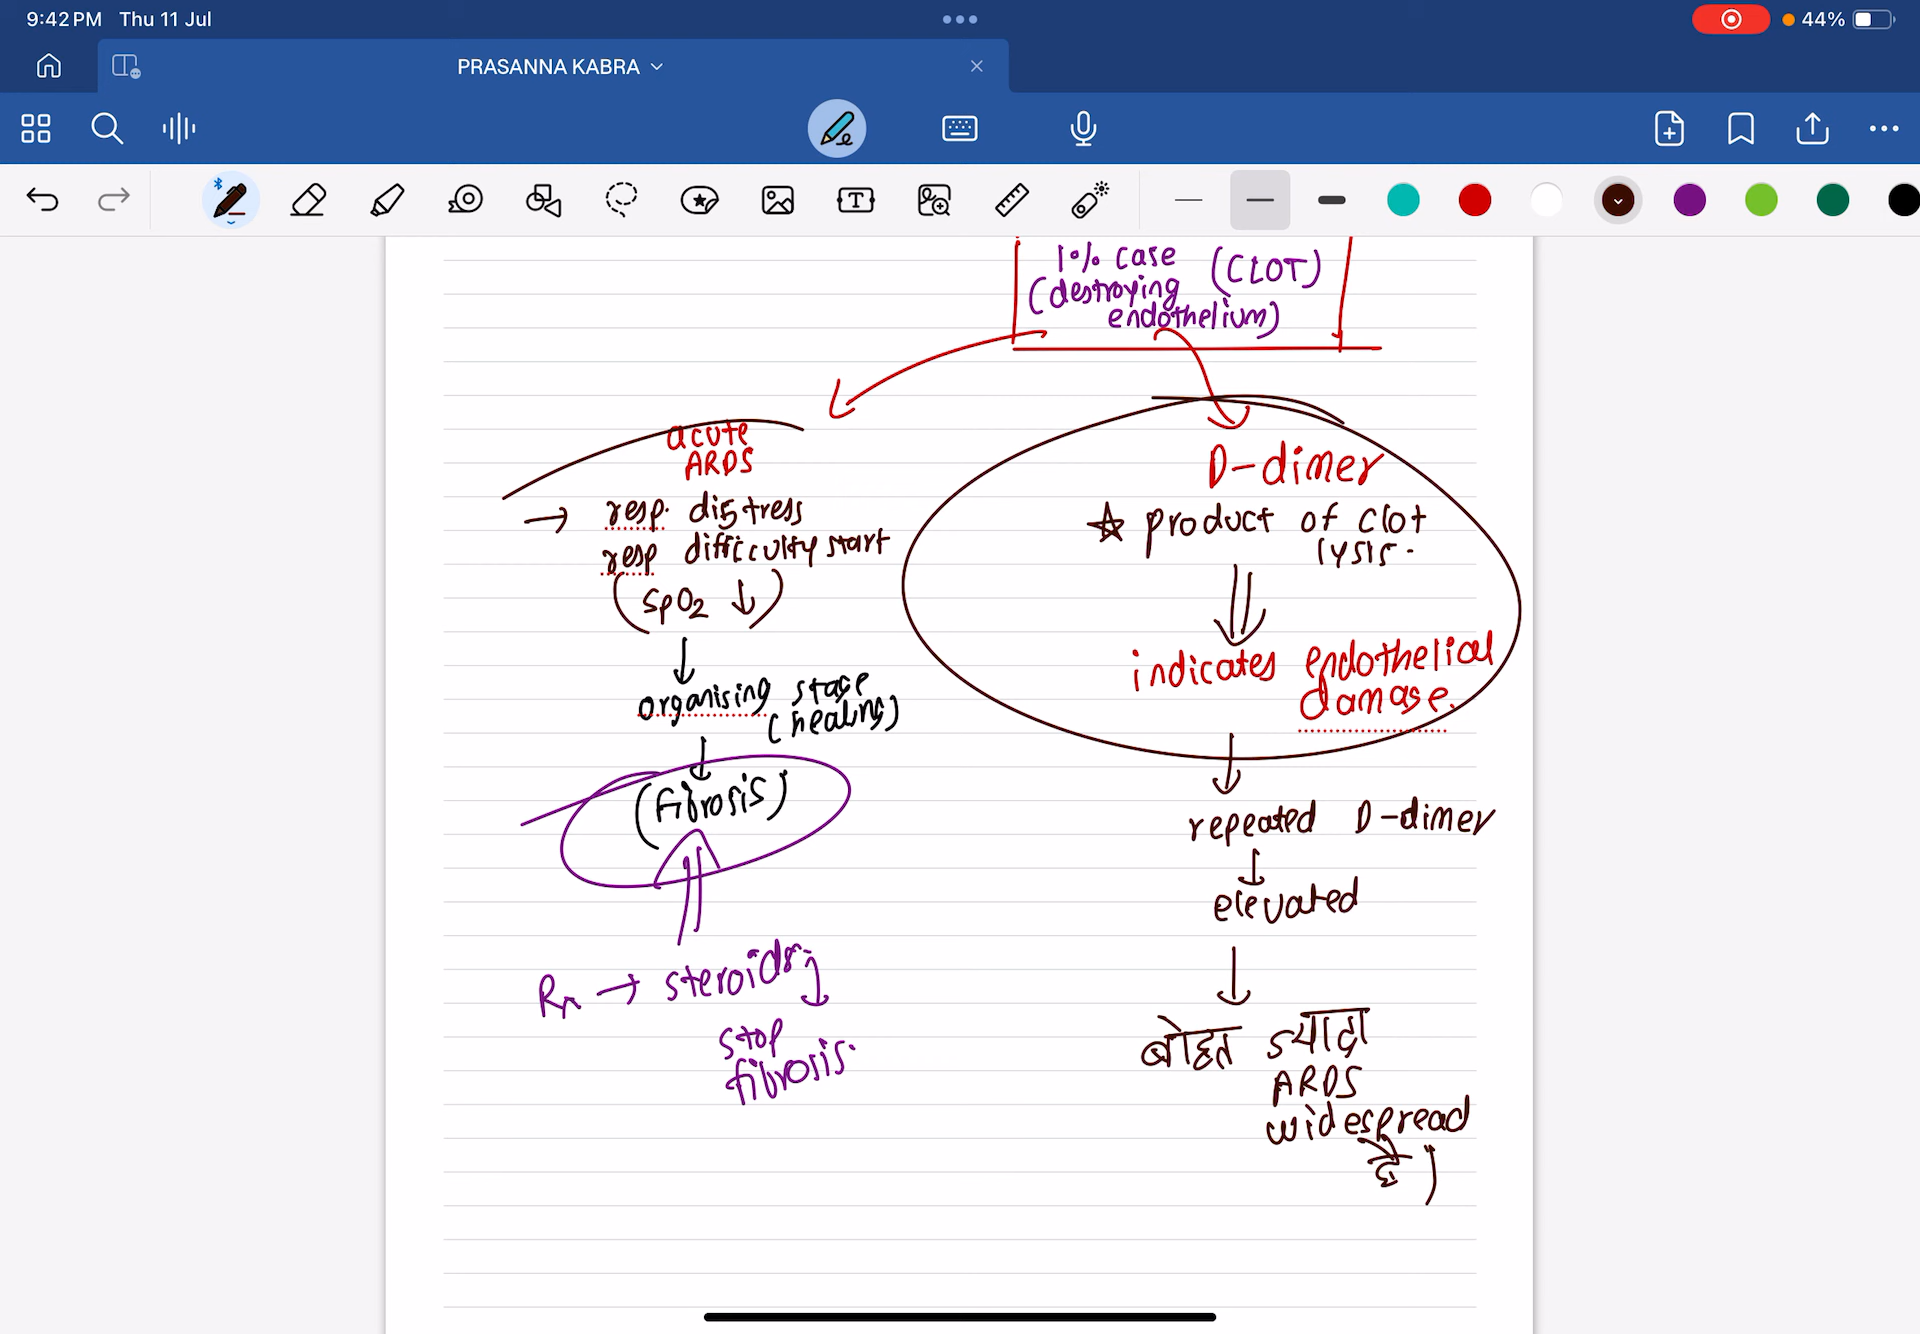 9:42 PM Thu 11 Jul
44%
PRASANNA KABRA
T
1% case (CLOT)
(destroying
endothelium)
acute
ARDS
→ resp. distress
resp difficulty start
(SpO2 ↓)
↓
organising stage
(healing)
↓
(fibrosis)
Rx → steroids
↓
stop
fibrosis.
D-dimer
☆ product of clot
lysis.
⇓
indicates endothelial
damage.
↓
repeated D-dimer
↓
elevated
↓
बोहत ज्यादा
ARDS
widespread
है)